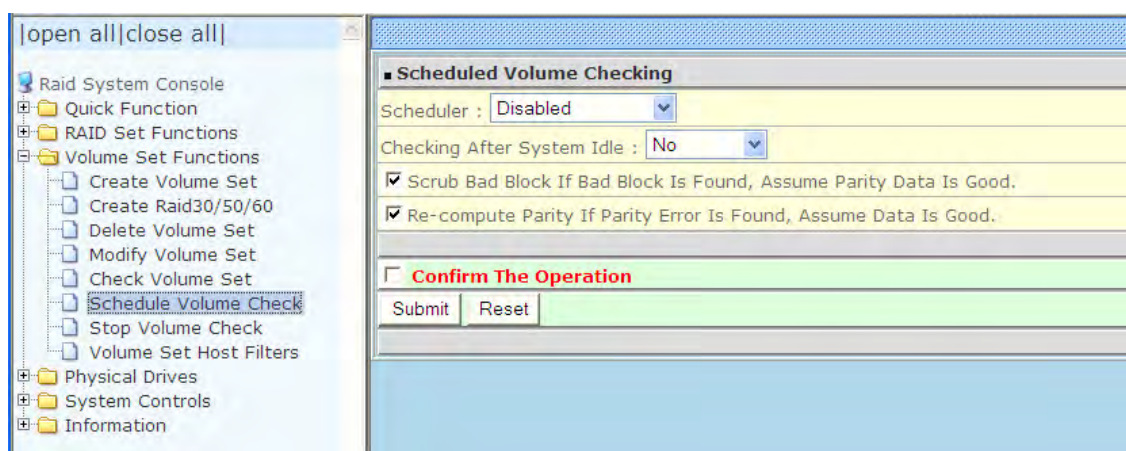 |open all|close all|
Raid System Console
Quick Function
RAID Set Functions
Volume Set Functions
Create Volume Set
Create Raid30/50/60
Delete Volume Set
Modify Volume Set
Check Volume Set
Schedule Volume Check
Stop Volume Check
Volume Set Host Filters
Physical Drives
System Controls
Information
Scheduled Volume Checking
Scheduler : Disabled
Checking After System Idle : No
Scrub Bad Block If Bad Block Is Found, Assume Parity Data Is Good.
Re-compute Parity If Parity Error Is Found, Assume Data Is Good.
Confirm The Operation
Submit Reset